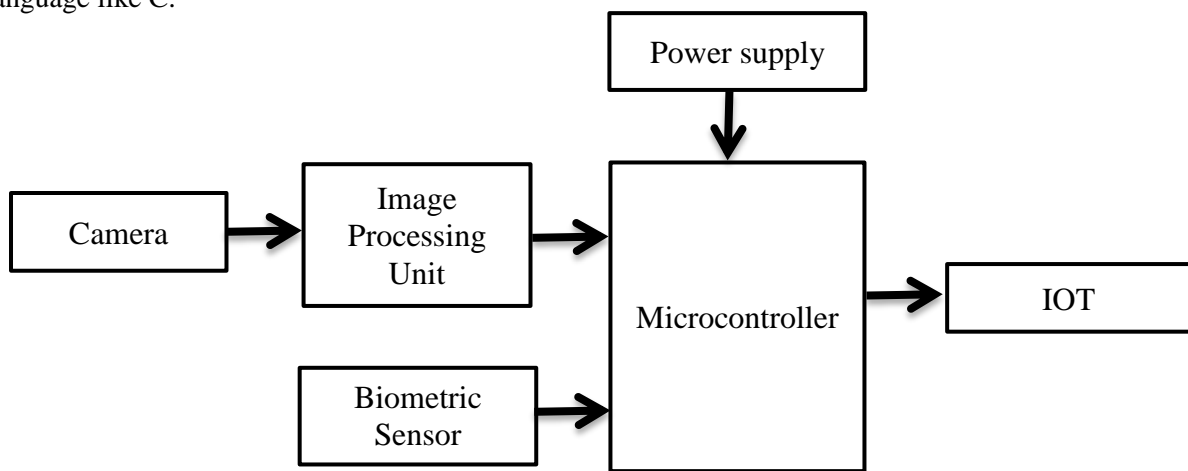 language like C.
Power supply
Camera
Image
Processing
Unit
Microcontroller
IOT
Biometric
Sensor